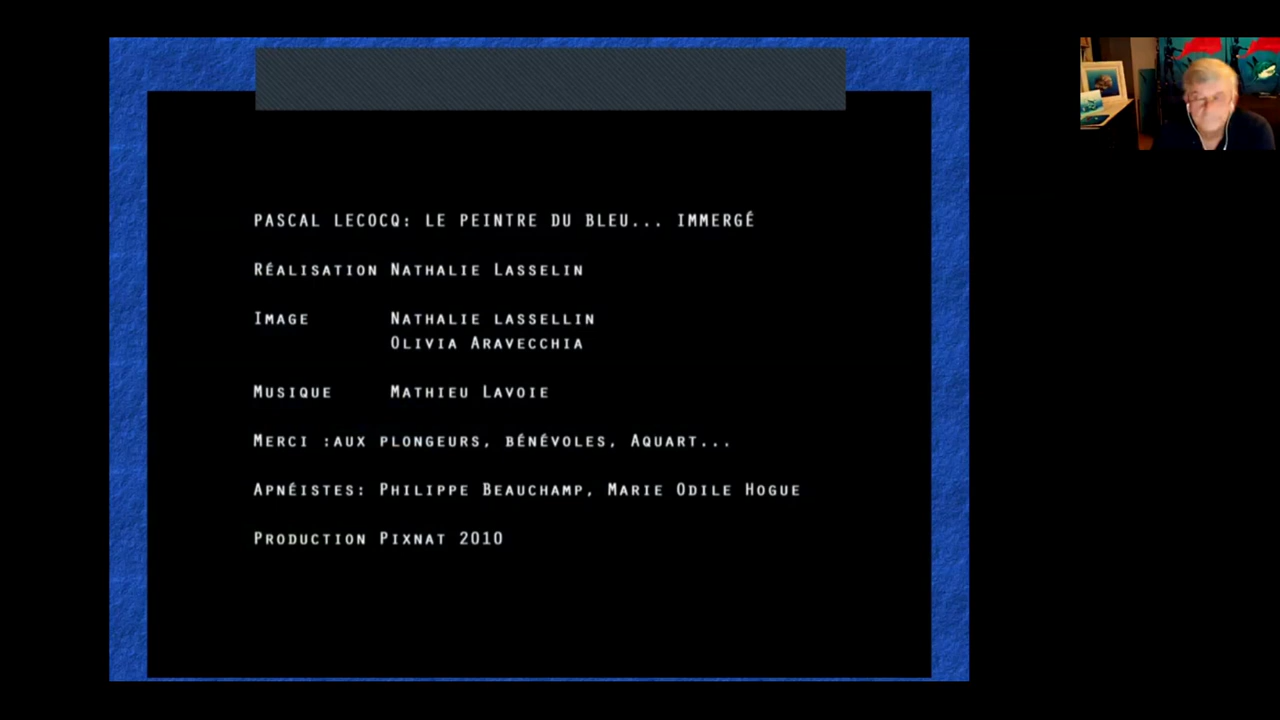 PASCAL LECOCQ: LE PEINTRE DU BLEU... IMMERGÉ
RÉALISATION NATHALIE LASSELIN
IMAGE NATHALIE LASSELLIN
OLIVIA ARAVECCHIA
MUSIQUE MATHIEU LAVOIE
MERCI :AUX PLONGEURS, BÉNÉVOLES, AQUART...
APNÉISTES: PHILIPPE BEAUCHAMP, MARIE ODILE HOGUE
PRODUCTION PIXNAT 2010